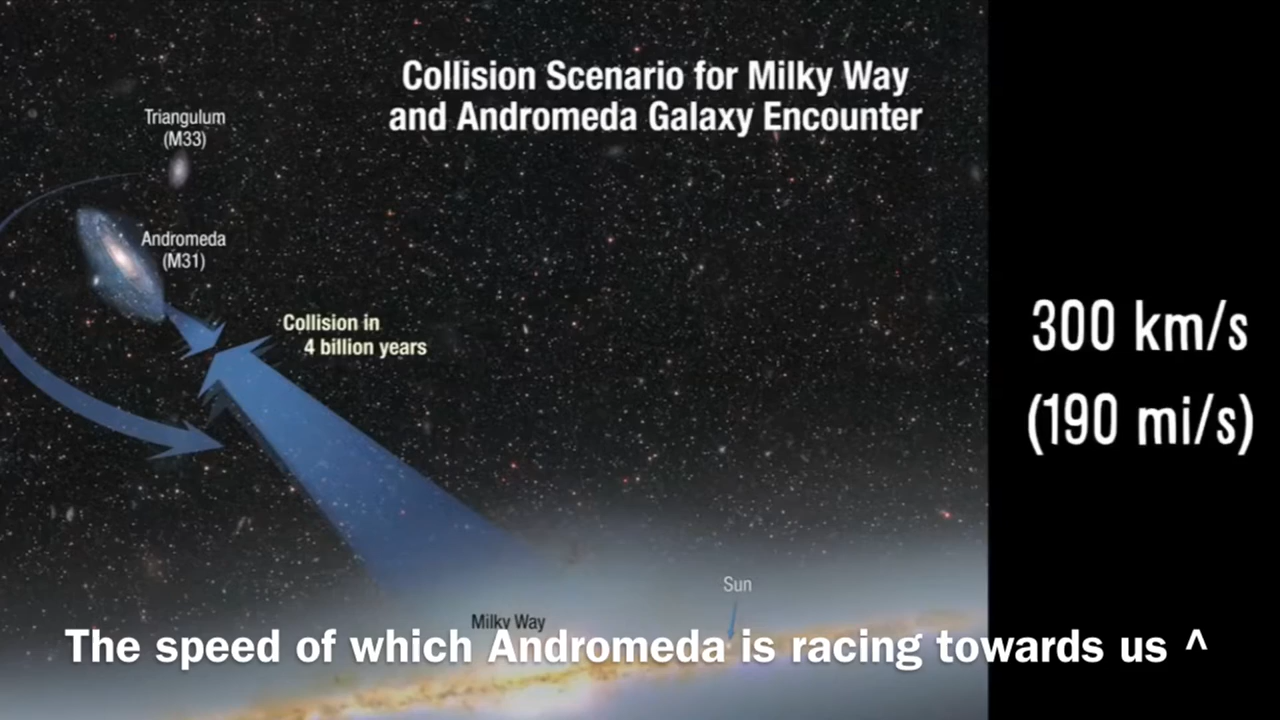 Collision Scenario for Milky Way
and Andromeda Galaxy Encounter
Triangulum
(M33)
Andromeda
(M31)
Collision in
4 billion years
300 km/s
(190 mi/s)
Sun
Milky Way
The speed of which Andromeda is racing towards us ^